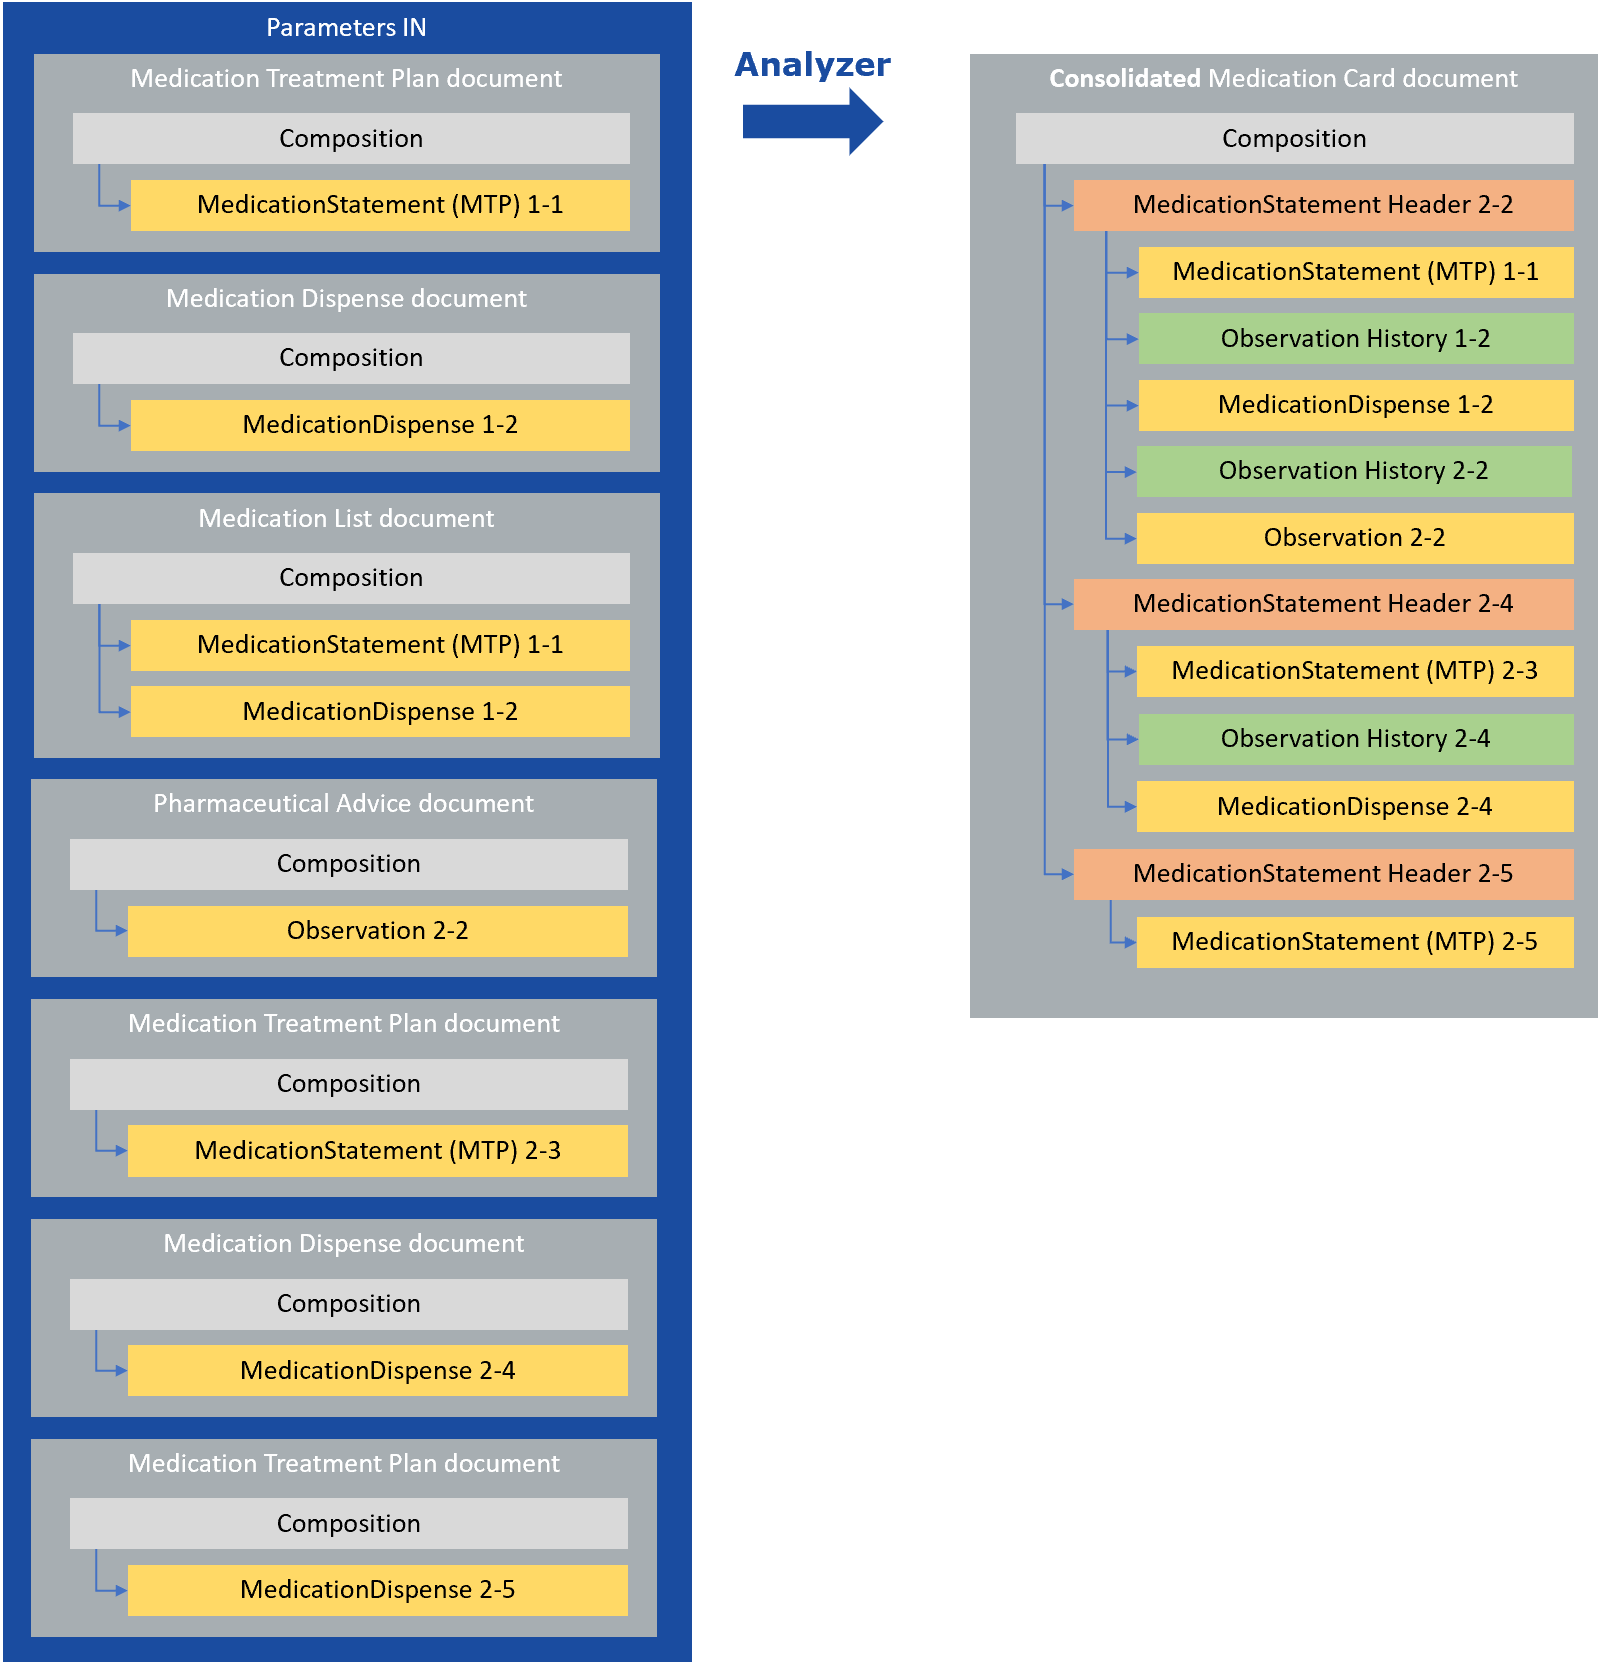 Parameters IN
Medication Treatment Plan document
Composition
MedicationStatement (MTP) 1-1
Medication Dispense document
Composition
MedicationDispense 1-2
Medication List document
Composition
MedicationStatement (MTP) 1-1
MedicationDispense 1-2
Pharmaceutical Advice document
Composition
Observation 2-2
Medication Treatment Plan document
Composition
MedicationStatement (MTP) 2-3
Medication Dispense document
Composition
MedicationDispense 2-4
Medication Treatment Plan document
Composition
MedicationDispense 2-5
Analyzer
Consolidated Medication Card document
Composition
MedicationStatement Header 2-2
MedicationStatement (MTP) 1-1
Observation History 1-2
MedicationDispense 1-2
Observation History 2-2
Observation 2-2
MedicationStatement Header 2-4
MedicationStatement (MTP) 2-3
Observation History 2-4
MedicationDispense 2-4
MedicationStatement Header 2-5
MedicationStatement (MTP) 2-5